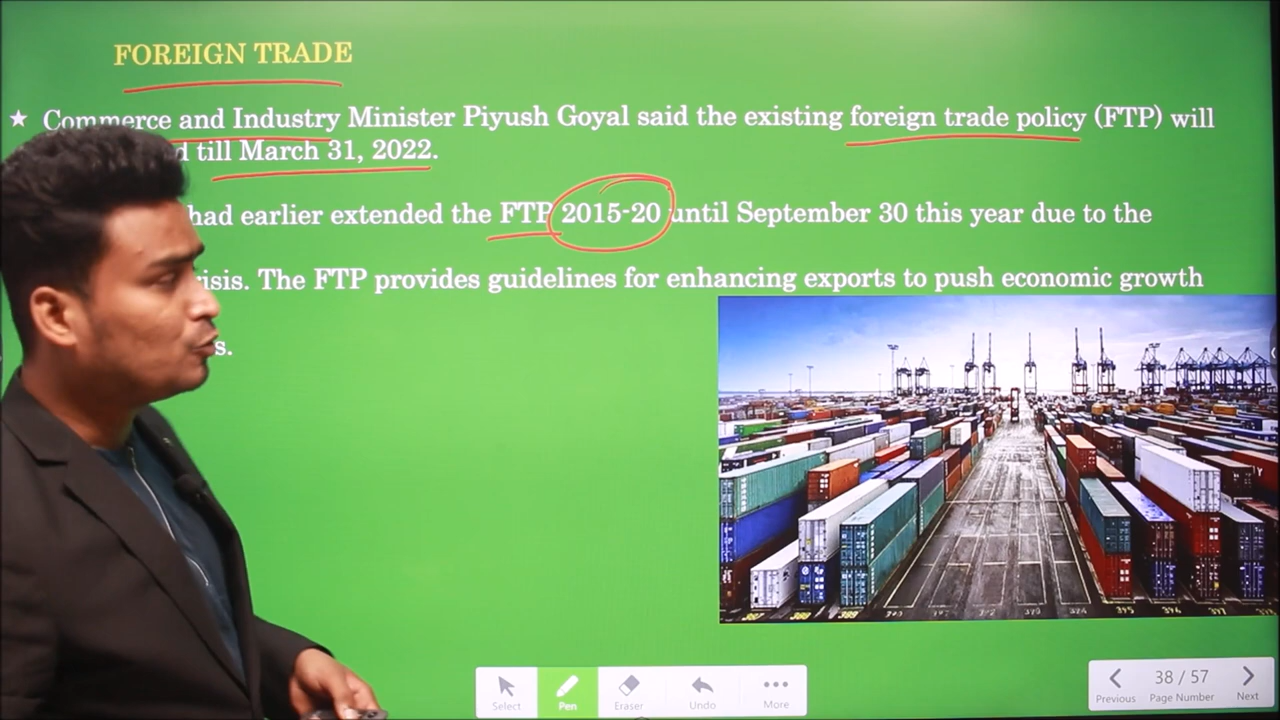 FOREIGN TRADE
★ Commerce and Industry Minister Piyush Goyal said the existing foreign trade policy (FTP) will
till March 31, 2022.
had earlier extended the FTP 2015-20 until September 30 this year due to the
The FTP provides guidelines for enhancing exports to push economic growth
Select Pen Eraser Undo More
Previous 38 / 57 Page Number Next